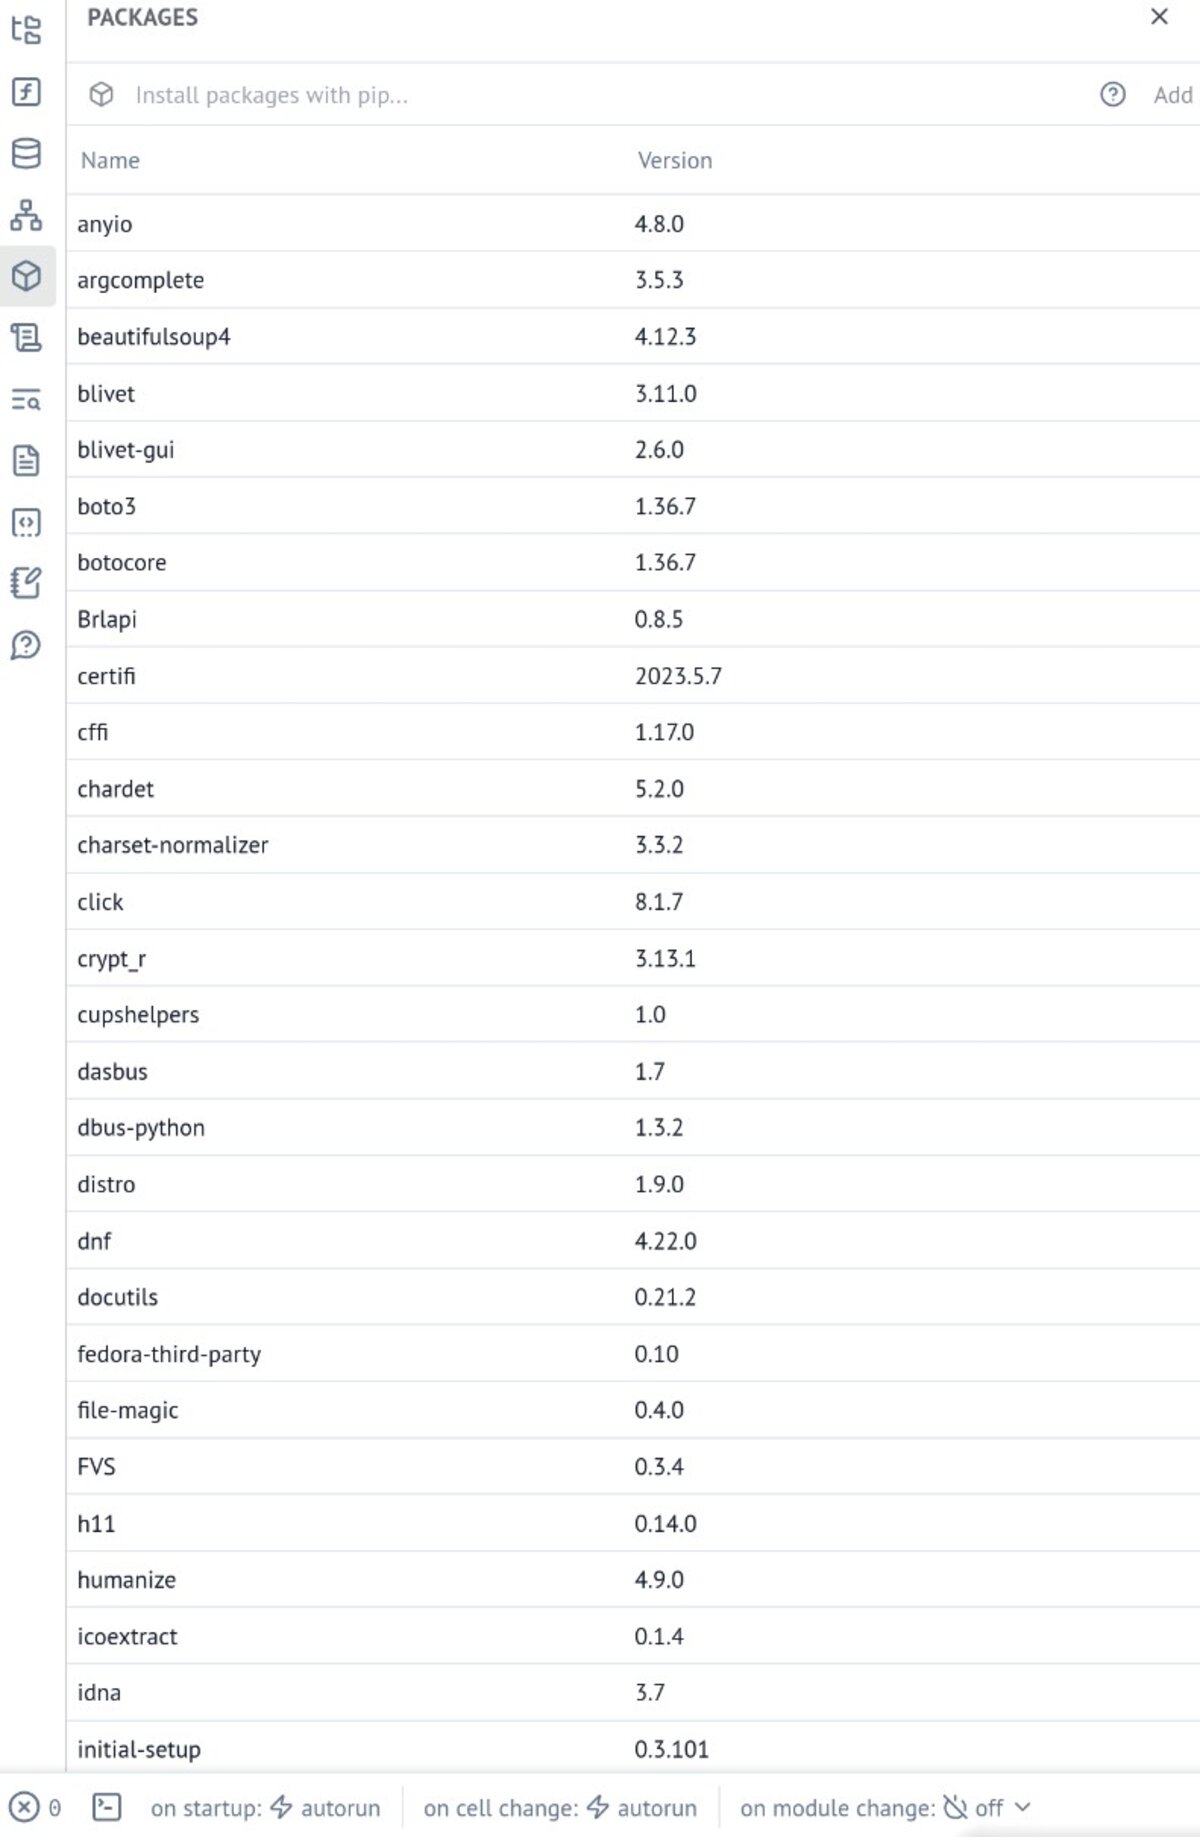 PACKAGES
Install packages with pip...
Add
Name Version
anyio 4.8.0
argcomplete 3.5.3
beautifulsoup4 4.12.3
blivet 3.11.0
blivet-gui 2.6.0
boto3 1.36.7
botocore 1.36.7
Brlapi 0.8.5
certifi 2023.5.7
cffi 1.17.0
chardet 5.2.0
charset-normalizer 3.3.2
click 8.1.7
crypt_r 3.13.1
cupshelpers 1.0
dasbus 1.7
dbus-python 1.3.2
distro 1.9.0
dnf 4.22.0
docutils 0.21.2
fedora-third-party 0.10
file-magic 0.4.0
FVS 0.3.4
h11 0.14.0
humanize 4.9.0
icoextract 0.1.4
idna 3.7
initial-setup 0.3.101
0 on startup: autorun on cell change: autorun on module change: off